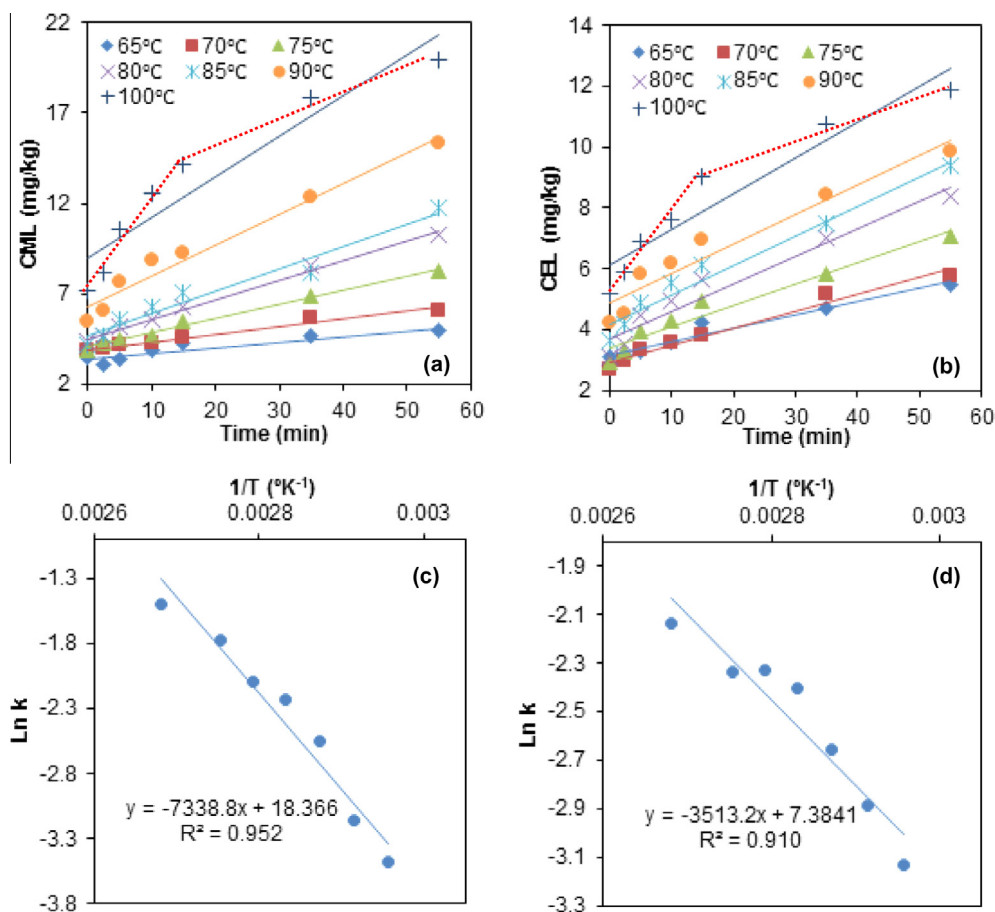 22
17
12
7
2
CML (mg/kg)
65ºC 70ºC 75ºC
80ºC 85ºC 90ºC
100ºC
(a)
0 10 20 30 40 50 60
Time (min)
14
12
10
8
6
4
2
CEL (mg/kg)
65ºC 70ºC 75ºC
80ºC 85ºC 90ºC
100ºC
(b)
0 10 20 30 40 50 60
Time (min)
1/T (ºK-1)
0.0026 0.0028 0.003
-1.3
-1.8
-2.3
-2.8
-3.3
-3.8
Ln k
(c)
y = -7338.8x + 18.366
R² = 0.952
1/T (ºK-1)
0.0026 0.0028 0.003
-1.9
-2.1
-2.3
-2.5
-2.7
-2.9
-3.1
-3.3
Ln k
(d)
y = -3513.2x + 7.3841
R² = 0.910